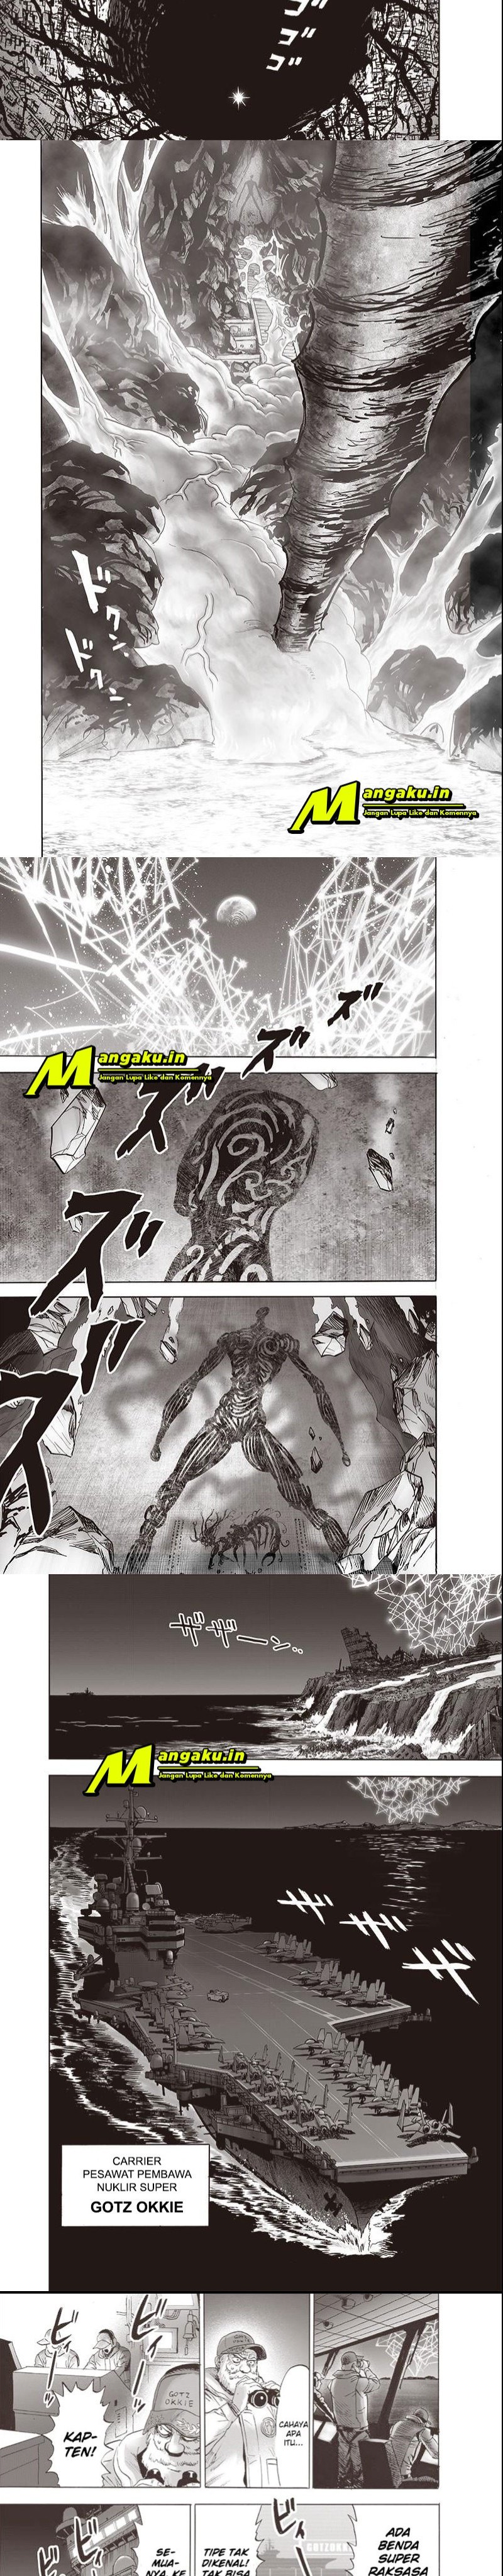 ゴゴゴ
ドクン、
ドクン、
Mangaku.in
Jangan Lupa Like dan Komennya
ズ
ズ
ズ
Mangaku.in
Jangan Lupa Like dan Komennya
ズ
ズ
ズ
ザザーン‥
Mangaku.in
Jangan Lupa Like dan Komennya
ザ
ザ
ザ
CARRIER
PESAWAT PEMBAWA
NUKLIR SUPER
GOTZ OKKIE
CAHAYA
APA
ITU...
GOTZ
OKKIE
KAP-
TEN!
ADA
BENDA
SUPER
RAKSASA
TIPE TAK
DIKENAL!
TAK BISA
SE-
MUA-
NYA, KE